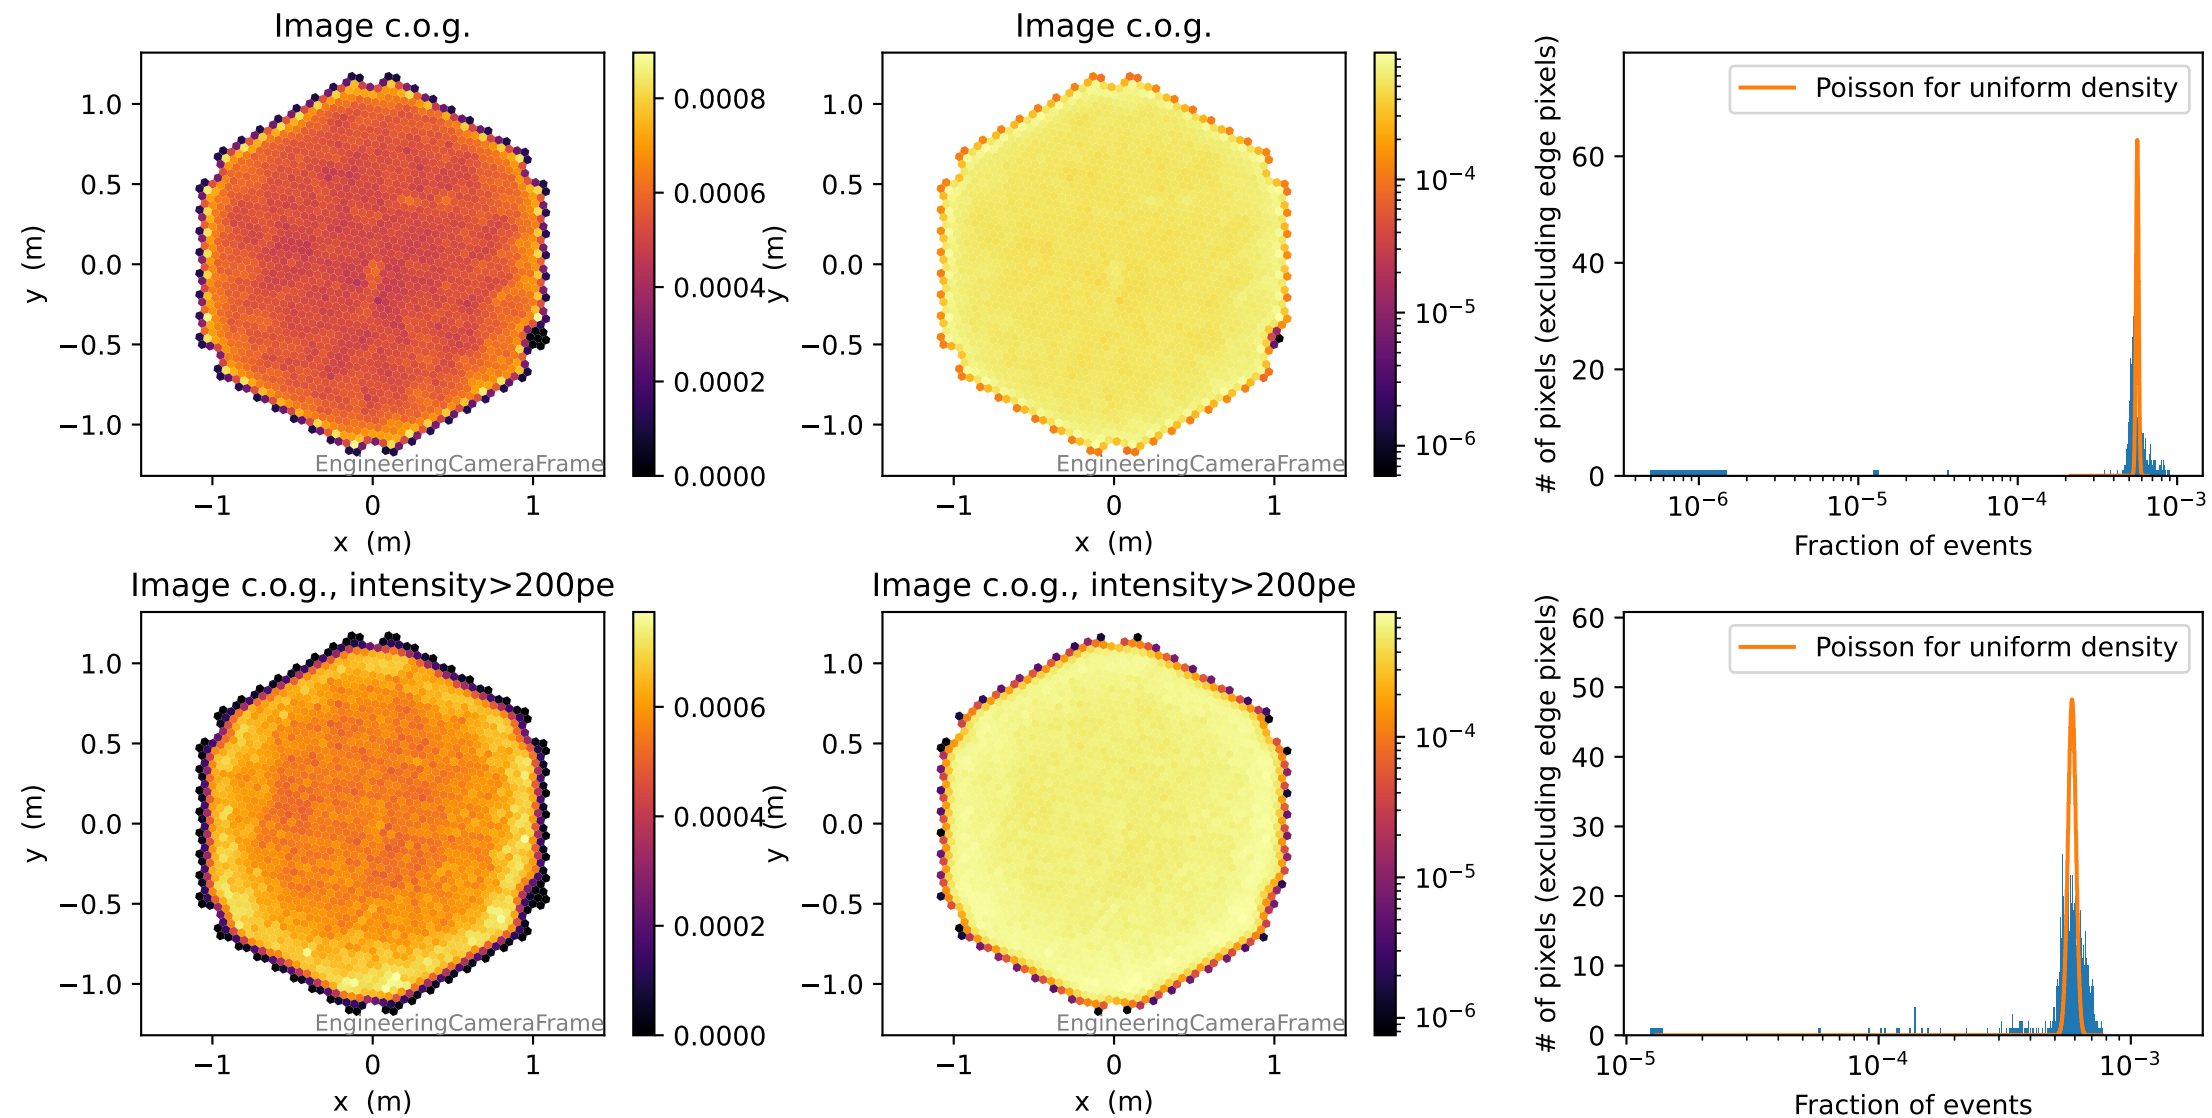 Image c.o.g.
1.0
0.5
0.0
−0.5
−1.0
y (m)
−1
0
1
x (m)
EngineeringCameraFrame
0.0008
0.0006
0.0004
0.0002
0.0000
Image c.o.g.
1.0
0.5
0.0
−0.5
−1.0
y (m)
−1
0
1
x (m)
EngineeringCameraFrame
10⁻⁴
10⁻⁵
10⁻⁶
# of pixels (excluding edge pixels)
60
40
20
0
Poisson for uniform density
10⁻⁶
10⁻⁵
10⁻⁴
10⁻³
Fraction of events
Image c.o.g., intensity>200pe
1.0
0.5
0.0
−0.5
−1.0
y (m)
−1
0
1
x (m)
EngineeringCameraFrame
0.0006
0.0004
0.0002
0.0000
Image c.o.g., intensity>200pe
1.0
0.5
0.0
−0.5
−1.0
y (m)
−1
0
1
x (m)
EngineeringCameraFrame
10⁻⁴
10⁻⁵
10⁻⁶
# of pixels (excluding edge pixels)
60
50
40
30
20
10
0
Poisson for uniform density
10⁻⁵
10⁻⁴
10⁻³
Fraction of events